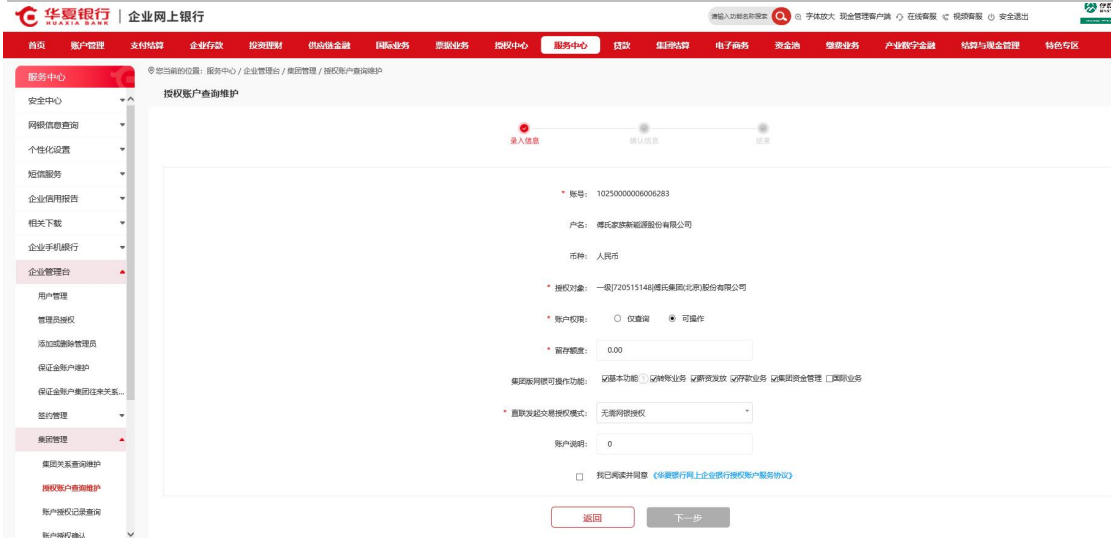 华夏银行 企业网上银行
HUAXIA BANK
请输入功能名称搜索 字体放大 现金管理客户端 在线客服 视频客服 安全退出
首页 账户管理 支付结算 企业存款 投资理财 供应链金融 国际业务 票据业务 授权中心 服务中心 贷款 集团结算 电子商务 资金池 缴费业务 产业数字金融 结算与现金管理 特色专区
服务中心
安全中心
网银信息查询
个性化设置
短信服务
企业信用报告
相关下载
企业手机银行
企业管理台
用户管理
管理员授权
添加或删除管理员
保证金账户维护
保证金账户集团往来关系...
签约管理
集团管理
集团关系查询维护
授权账户查询维护
账户授权记录查询
账户授权确认
您当前的位置：服务中心 / 企业管理台 / 集团管理 / 授权账户查询维护
授权账户查询维护
录入信息 确认信息 结束
* 账号： 10250000006006283
户名： 傅氏家族新能源股份有限公司
币种： 人民币
* 授权对象： 一级|720515148|傅氏集团(北京)股份有限公司
* 账户权限： 仅查询 可操作
* 留存额度： 0.00
集团版网银可操作功能： 基本功能 转账业务 薪资发放 存款业务 集团资金管理 国际业务
* 直联发起交易授权模式： 无需网银授权
账户说明： 0
我已阅读并同意 《华夏银行网上企业银行授权账户服务协议》
返回 下一步